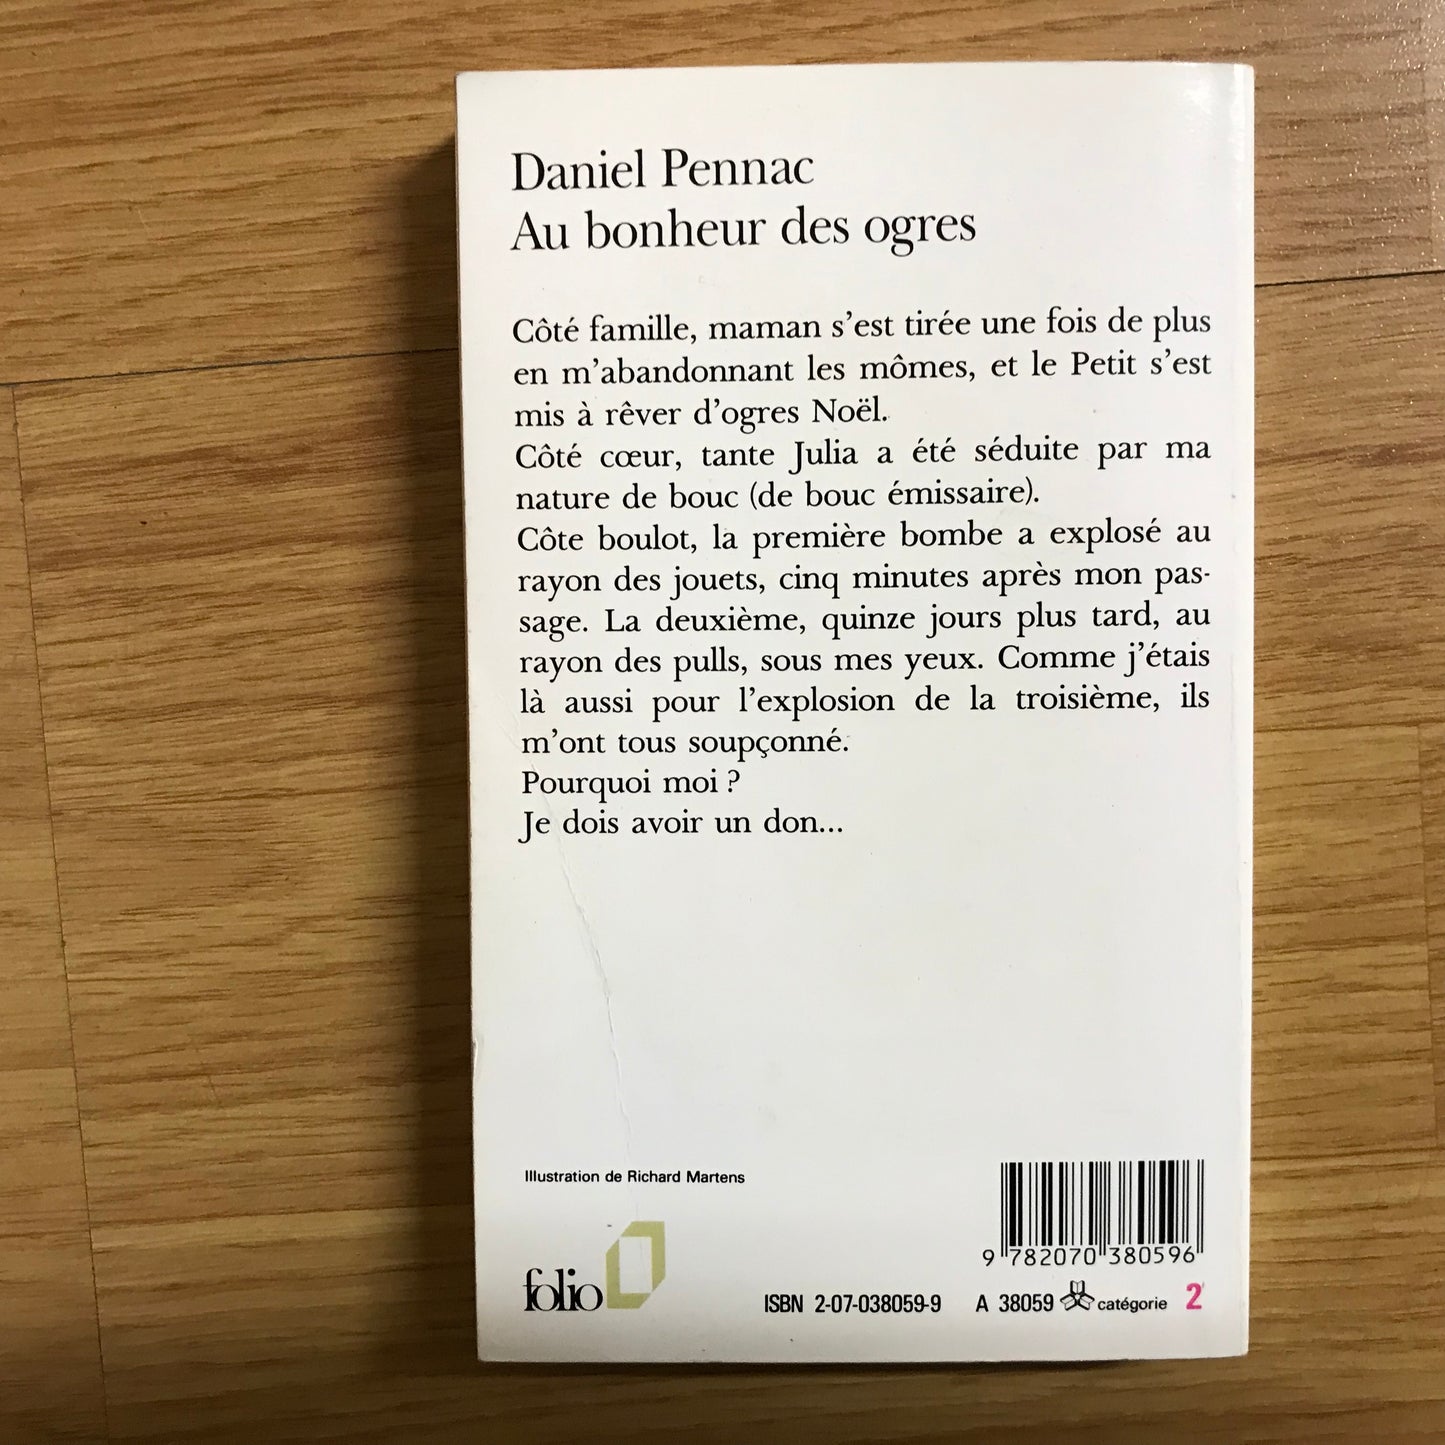 Daniel Pennac
Au bonheur des ogres
Côté famille, maman s'est tirée une fois de plus
en m'abandonnant les mômes, et le Petit s'est
mis à rêver d'ogres Noël.
Côté cœur, tante Julia a été séduite par ma
nature de bouc (de bouc émissaire).
Côte boulot, la première bombe a explosé au
rayon des jouets, cinq minutes après mon pas-
sage. La deuxième, quinze jours plus tard, au
rayon des pulls, sous mes yeux. Comme j'étais
là aussi pour l'explosion de la troisième, ils
m'ont tous soupçonné.
Pourquoi moi ?
Je dois avoir un don...
Illustration de Richard Martens
9 782070 380596
folio
ISBN 2-07-038059-9 A 38059 catégorie 2